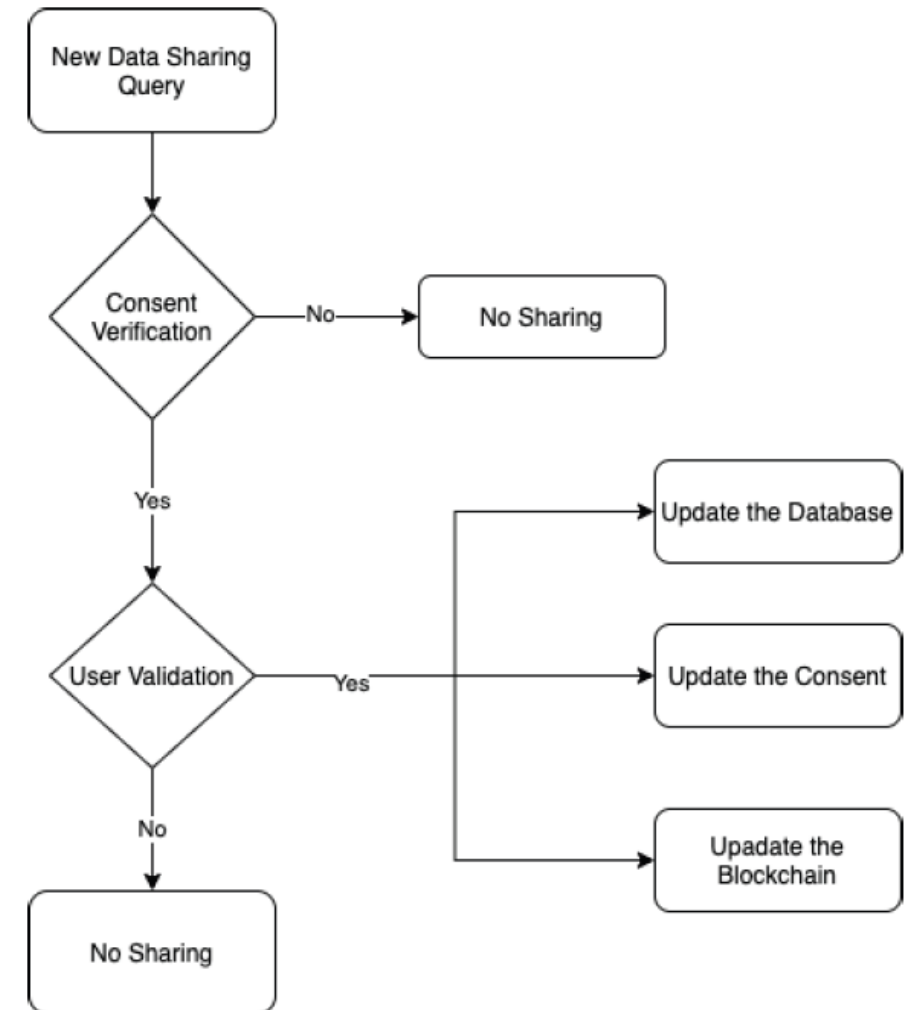 New Data Sharing
Query
Consent
Verification
No
No Sharing
Yes
Update the Database
User Validation
Yes
Update the Consent
No
Upadate the
Blockchain
No Sharing